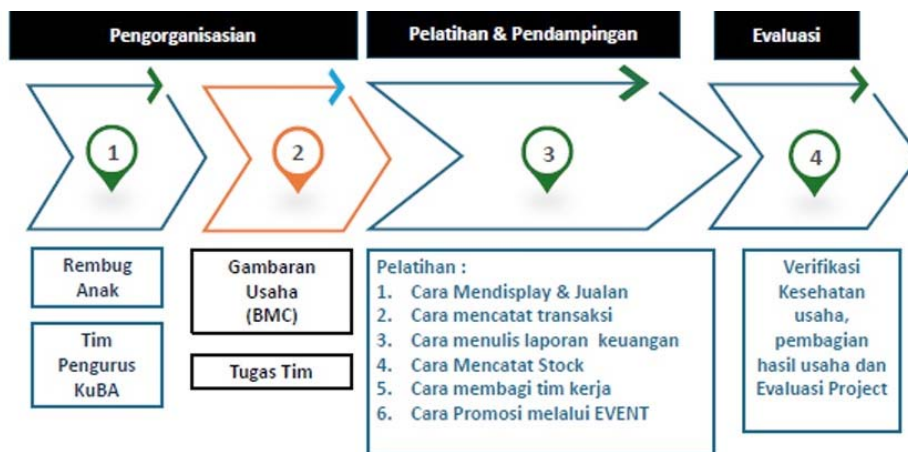 Pengorganisasian
Pelatihan & Pendampingan
Evaluasi
1
2
3
4
Rembug
Anak
Tim
Pengurus
KuBA
Gambaran
Usaha
(BMC)
Tugas Tim
Pelatihan :
1. Cara Mendisplay & Jualan
2. Cara mencatat transaksi
3. Cara menulis laporan keuangan
4. Cara Mencatat Stock
5. Cara membagi tim kerja
6. Cara Promosi melalui EVENT
Verifikasi
Kesehatan
usaha,
pembagian
hasil usaha dan
Evaluasi Project